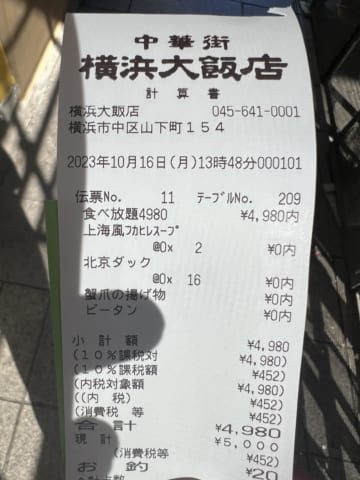 中華街
横浜大飯店
計算書
横浜大飯店 045-641-0001
横浜市中区山下町154
2023年10月16日(月)13時48分000101
伝票No. 11 テーブルNo. 209
食べ放題4980 ¥4,980内
上海風フカヒレスープ
@0x 2 ¥0内
北京ダック
@0x 16 ¥0内
蟹爪の揚げ物 ¥0内
ピータン ¥0内
小計額 ¥4,980
(10%課税対 ¥4,980)
(10%課税額 ¥452)
(内税対象額 ¥4,980)
((内 税) ¥452)
(消費税 等 ¥452)
合計 ¥4,980
現計 ¥5,000
(消費税等 ¥452)
お釣 ¥20